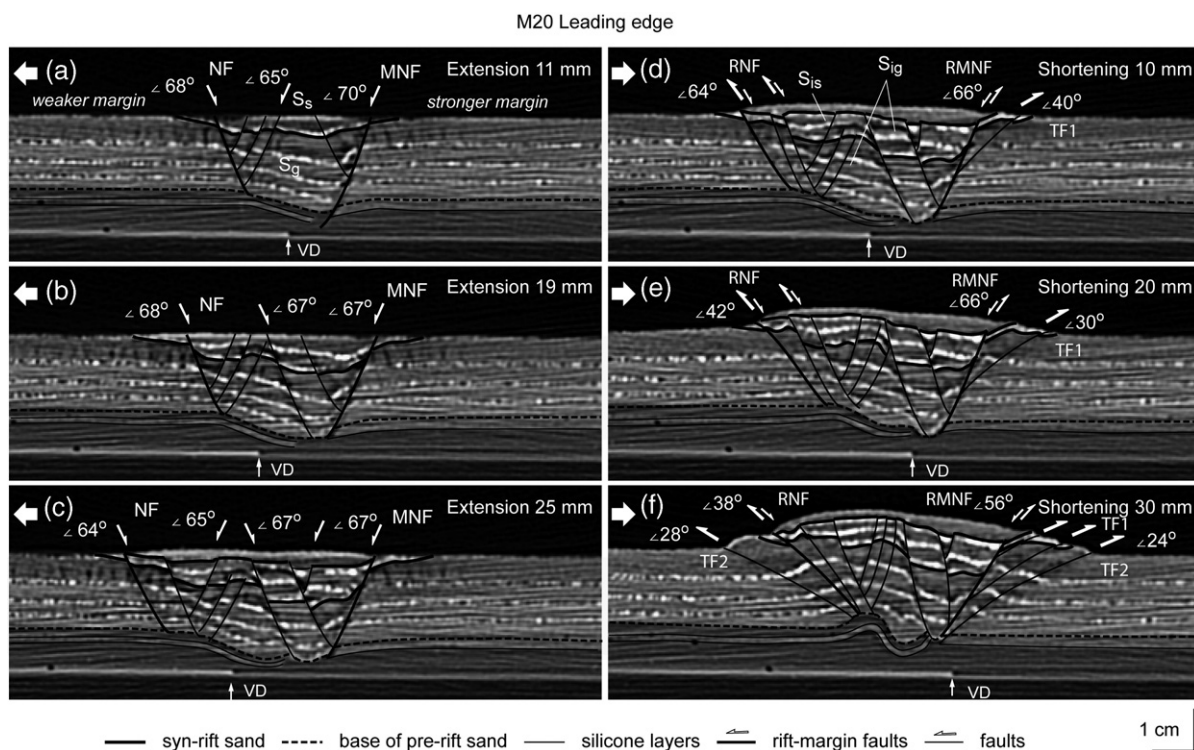 M20 Leading edge
(a)
NF
∠ 65°
MNF
Extension 11 mm
∠ 68°
∠ 70°
weaker margin
Ss
stronger margin
Sg
VD
(b)
∠ 68°
NF
∠ 67°
∠ 67°
MNF
Extension 19 mm
VD
(c)
NF
∠ 64°
∠ 65°
∠ 67°
∠ 67°
MNF
Extension 25 mm
VD
(d)
RNF
Sis
Sig
RMNF
Shortening 10 mm
∠64°
∠66°
∠40°
TF1
VD
(e)
RNF
RMNF
Shortening 20 mm
∠42°
∠66°
∠30°
TF1
VD
(f)
∠38°
RNF
RMNF
∠56°
Shortening 30 mm
∠28°
TF1
∠24°
TF2
TF2
VD
1 cm
syn-rift sand
base of pre-rift sand
silicone layers
rift-margin faults
faults